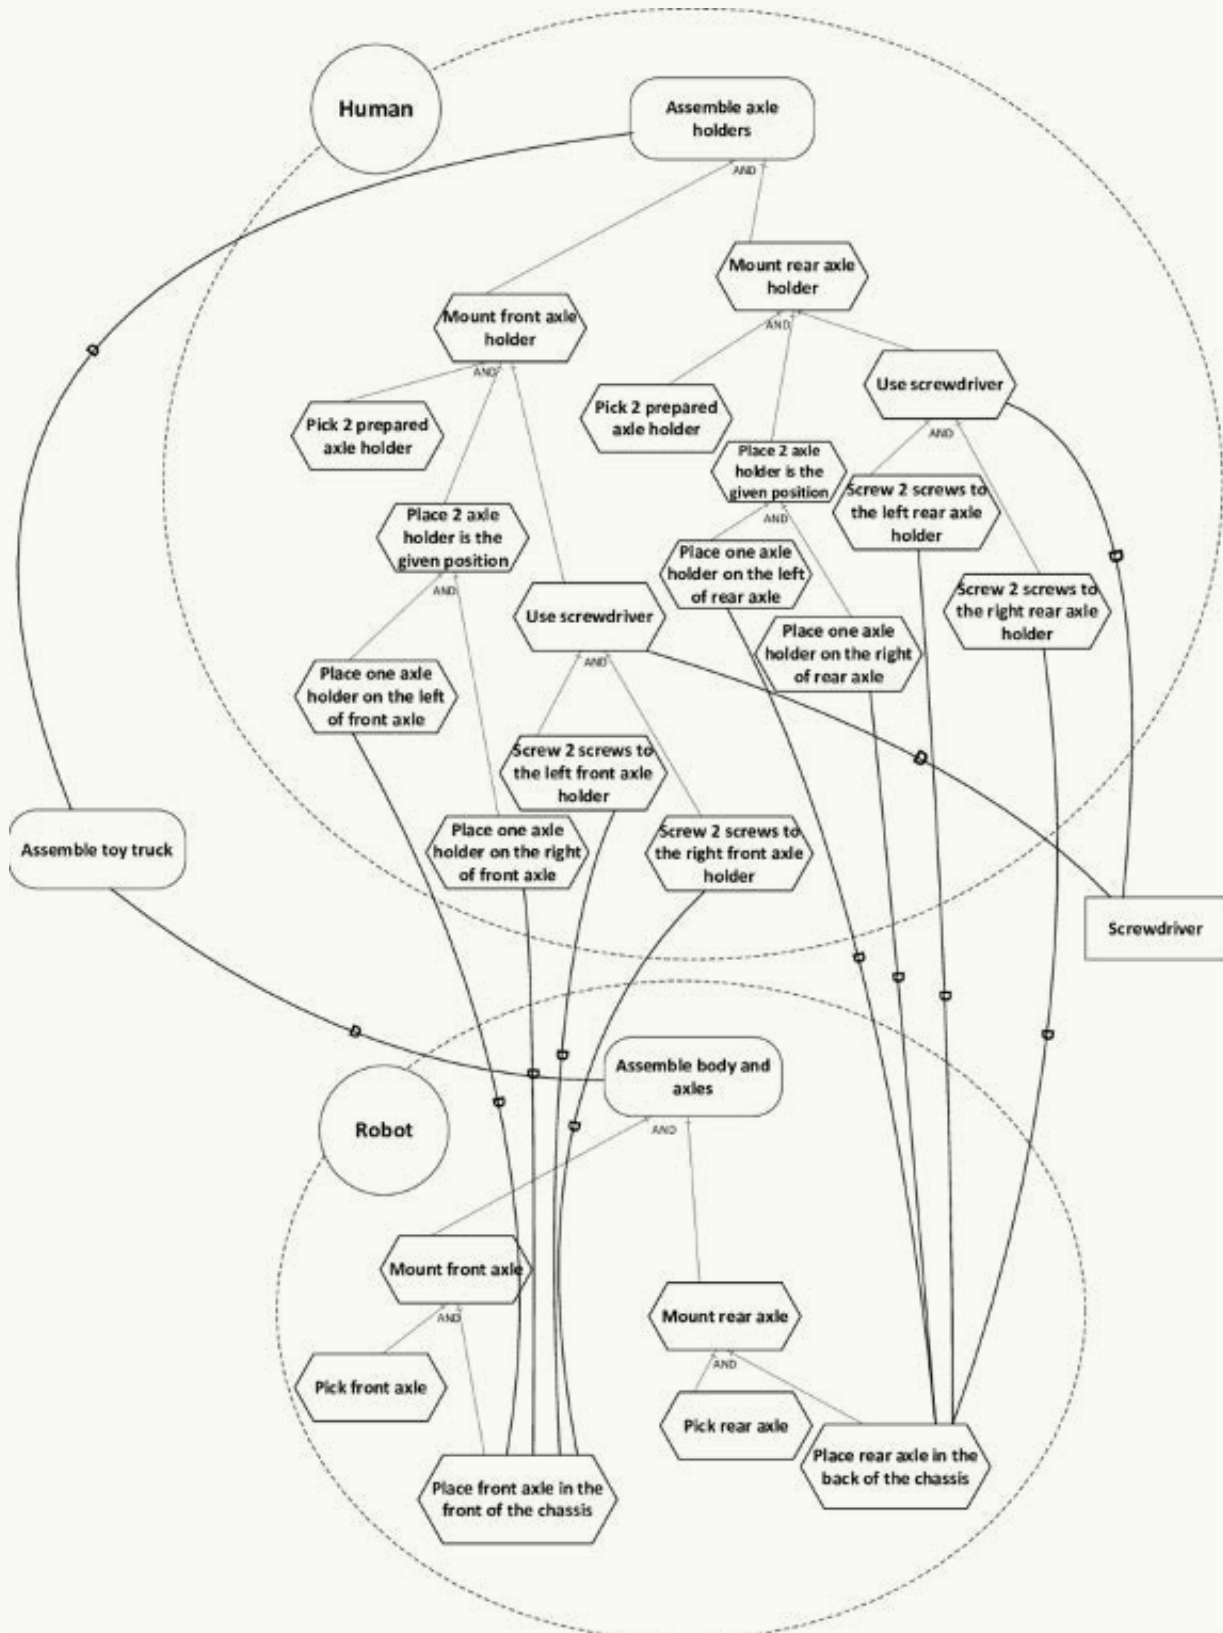 Human
Assemble axle
holders
AND
Mount rear axle
holder
AND
Mount front axle
holder
AND
Use screwdriver
AND
Pick 2 prepared
axle holder
Pick 2 prepared
axle holder
Place 2 axle
holder is the
given position
AND
Screw 2 screws to
the left rear axle
holder
Place 2 axle
holder is the
given position
AND
Place one axle
holder on the left
of rear axle
Screw 2 screws to
the right rear axle
holder
Use screwdriver
AND
Place one axle
holder on the right
of rear axle
Place one axle
holder on the left
of front axle
Screw 2 screws to
the left front axle
holder
Place one axle
holder on the right
of front axle
Screw 2 screws to
the right front axle
holder
Assemble toy truck
Screwdriver
D
D
D
D
D
D
D
D
D
D
D
D
Assemble body and
axles
AND
Robot
Mount front axle
AND
Mount rear axle
AND
Pick front axle
Pick rear axle
Place rear axle in the
back of the chassis
Place front axle in the
front of the chassis